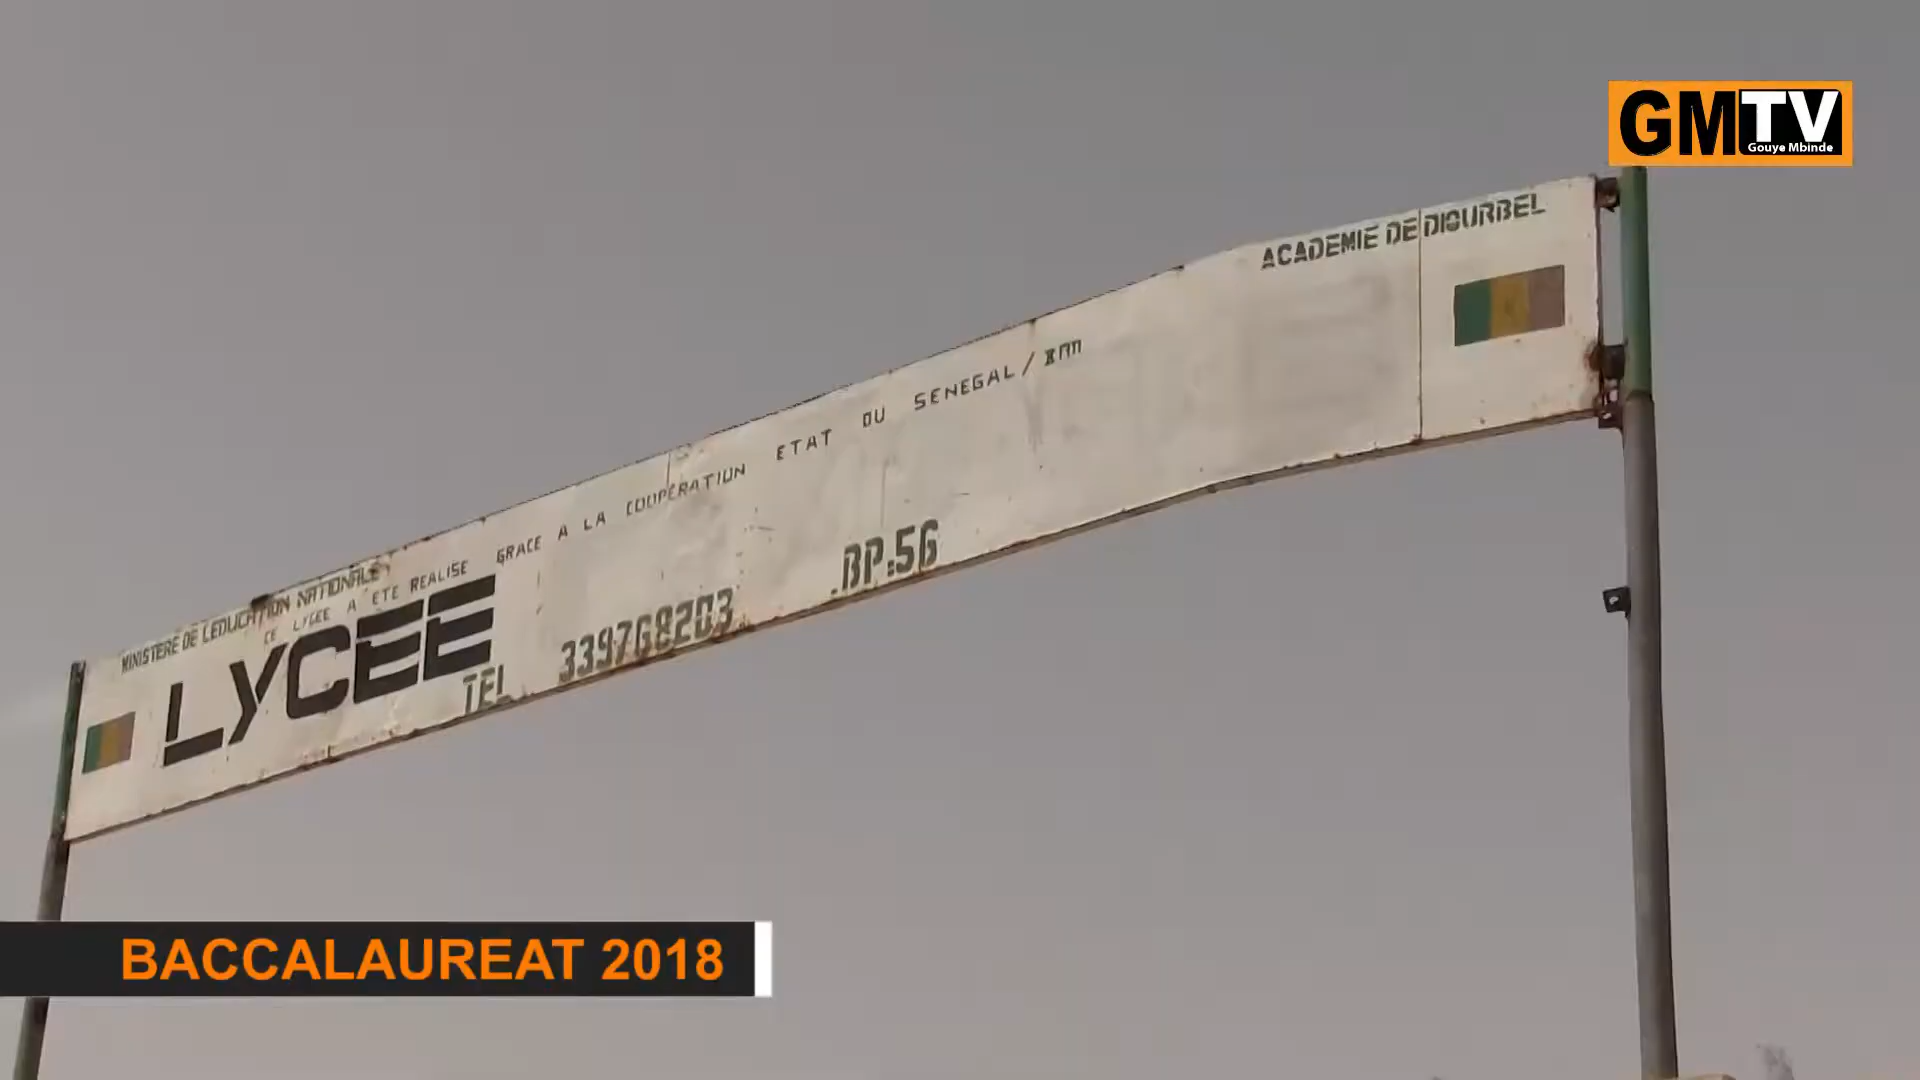 GMTV
Gouye Mbinde
ACADEMIE DE DIOURBEL
MINISTERE DE LEDUCATION NATIONALE
CE LYCEE A ETE REALISE GRACE A LA COOPERATION ETAT DU SENEGAL/
LYCEE
TEL 339768203 .BP:56
BACCALAUREAT 2018